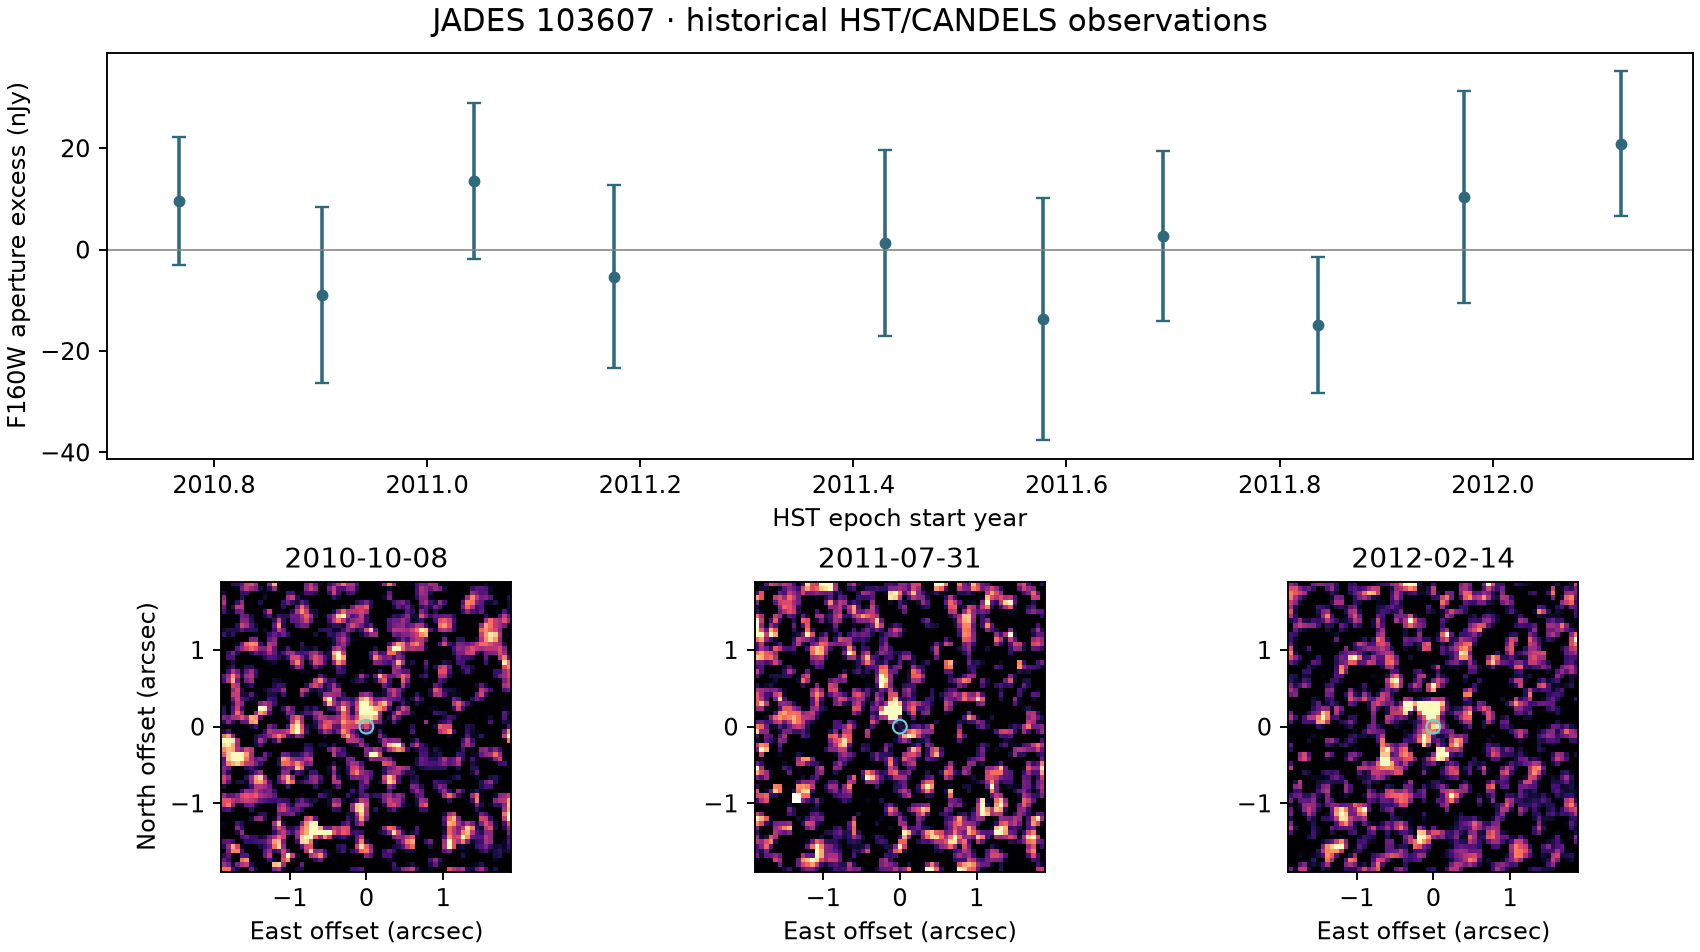 JADES 103607 · historical HST/CANDELS observations
F160W aperture excess (nJy)
20
0
−20
−40
2010.8 2011.0 2011.2 2011.4 2011.6 2011.8 2012.0
HST epoch start year
2010-10-08 2011-07-31 2012-02-14
North offset (arcsec)
1 1 1
0 0 0
−1 −1 −1
−1 0 1 −1 0 1 −1 0 1
East offset (arcsec) East offset (arcsec) East offset (arcsec)